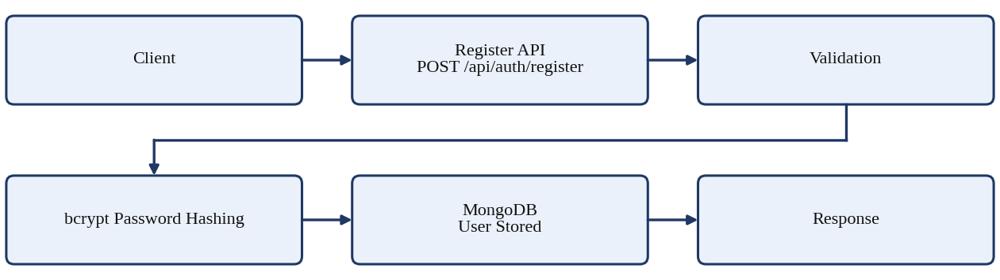 Client
Register API
POST /api/auth/register
Validation
bcrypt Password Hashing
MongoDB
User Stored
Response